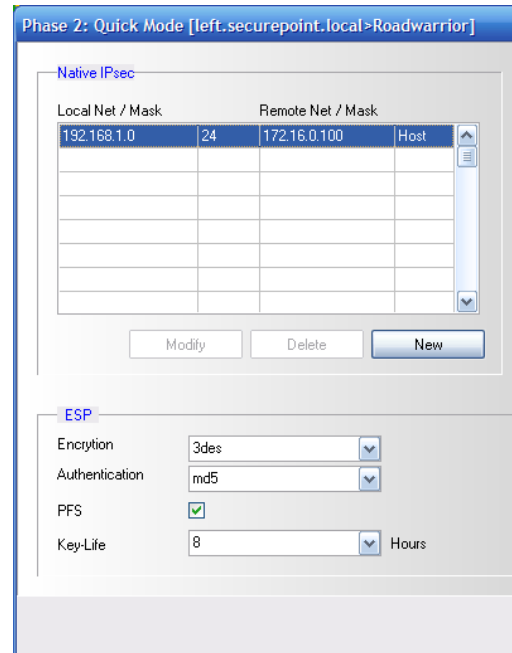 Phase 2: Quick Mode [left.securepoint.local>Roadwarrior]
Native IPsec
Local Net / Mask Remote Net / Mask
192.168.1.0 24 172.16.0.100 Host
Modify Delete New
ESP
Encrytion 3des
Authentication md5
PFS
Key-Life 8 Hours